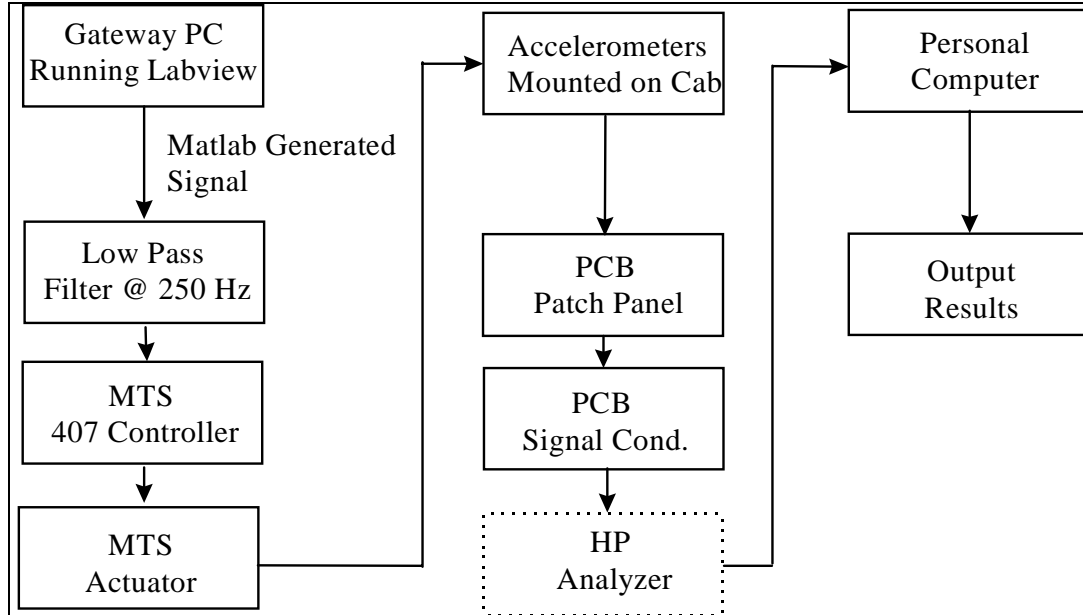 Gateway PC
Running Labview
Matlab Generated
Signal
Low Pass
Filter @ 250 Hz
MTS
407 Controller
MTS
Actuator
Accelerometers
Mounted on Cab
PCB
Patch Panel
PCB
Signal Cond.
HP
Analyzer
Personal
Computer
Output
Results